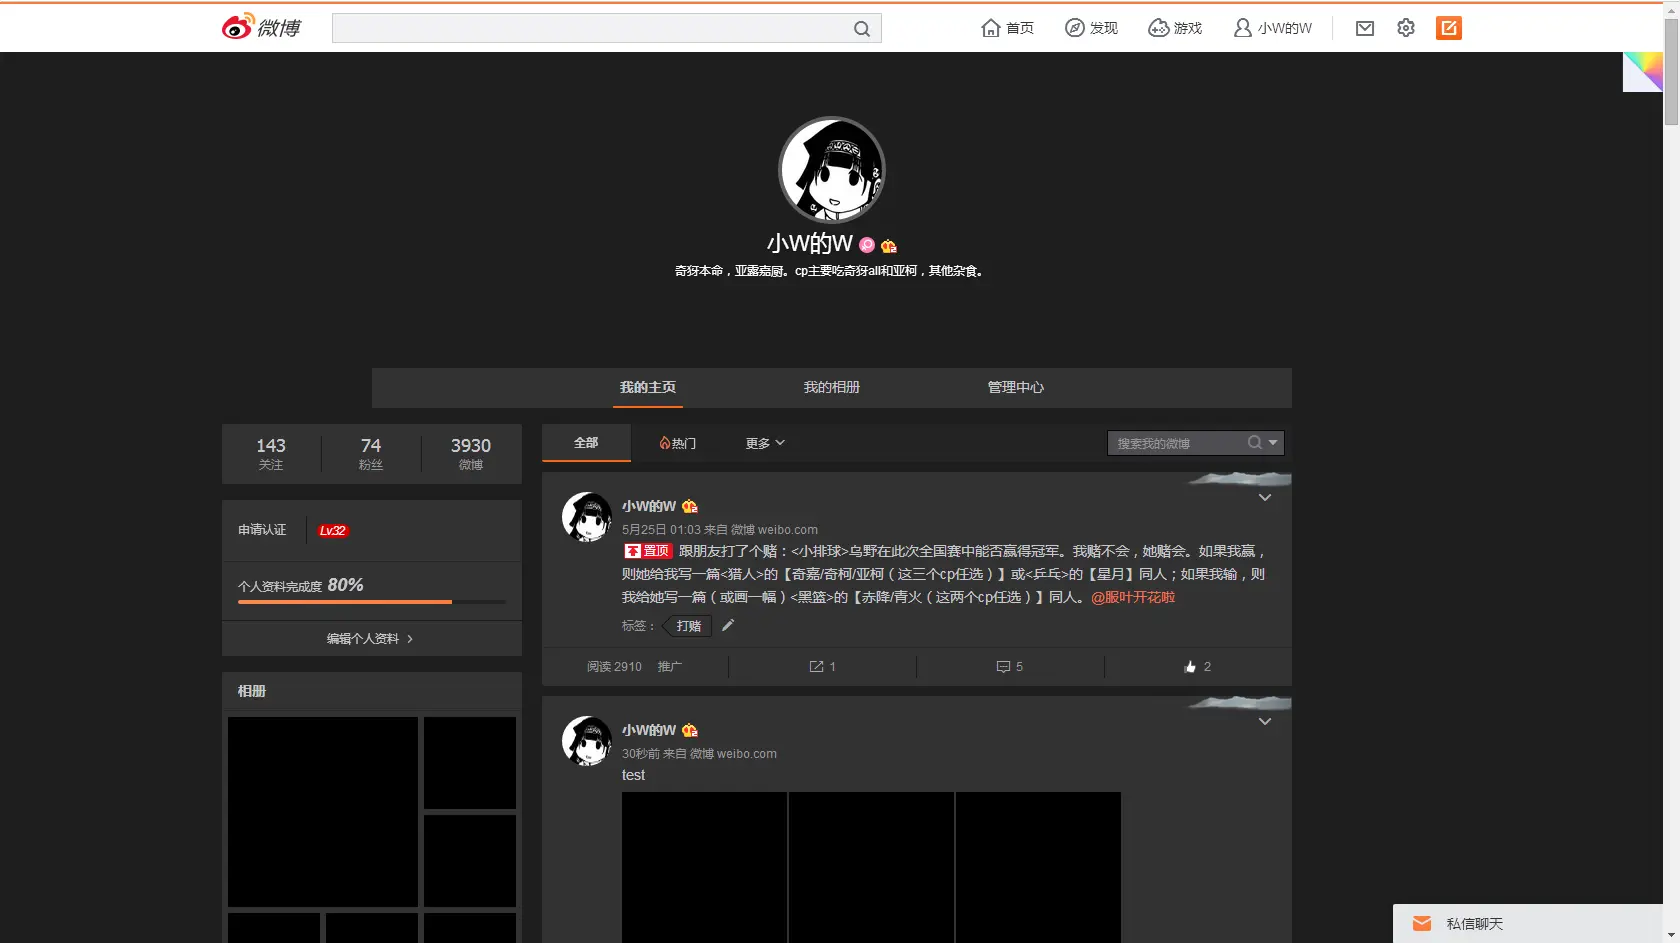 微博
首页
发现
游戏
小W的W
小W的W
奇犽本命，亚露嘉厨。cp主要吃奇犽all和亚柯，其他杂食。
我的主页
我的相册
管理中心
143
关注
74
粉丝
3930
微博
申请认证
Lv32
个人资料完成度 80%
编辑个人资料
相册
全部
热门
更多
搜索我的微博
小W的W
5月25日 01:03 来自 微博 weibo.com
置顶 跟朋友打了个赌：<小排球>乌野在此次全国赛中能否赢得冠军。我赌不会，她赌会。如果我赢，
则她给我写一篇<猎人>的【奇嘉/奇柯/亚柯（这三个cp任选）】或<乒乓>的【星月】同人；如果我输，则
我给她写一篇（或画一幅）<黑篮>的【赤降/青火（这两个cp任选）】同人。@服叶开花啦
标签：
打赌
阅读 2910 推广
1
5
2
小W的W
30秒前 来自 微博 weibo.com
test
私信聊天